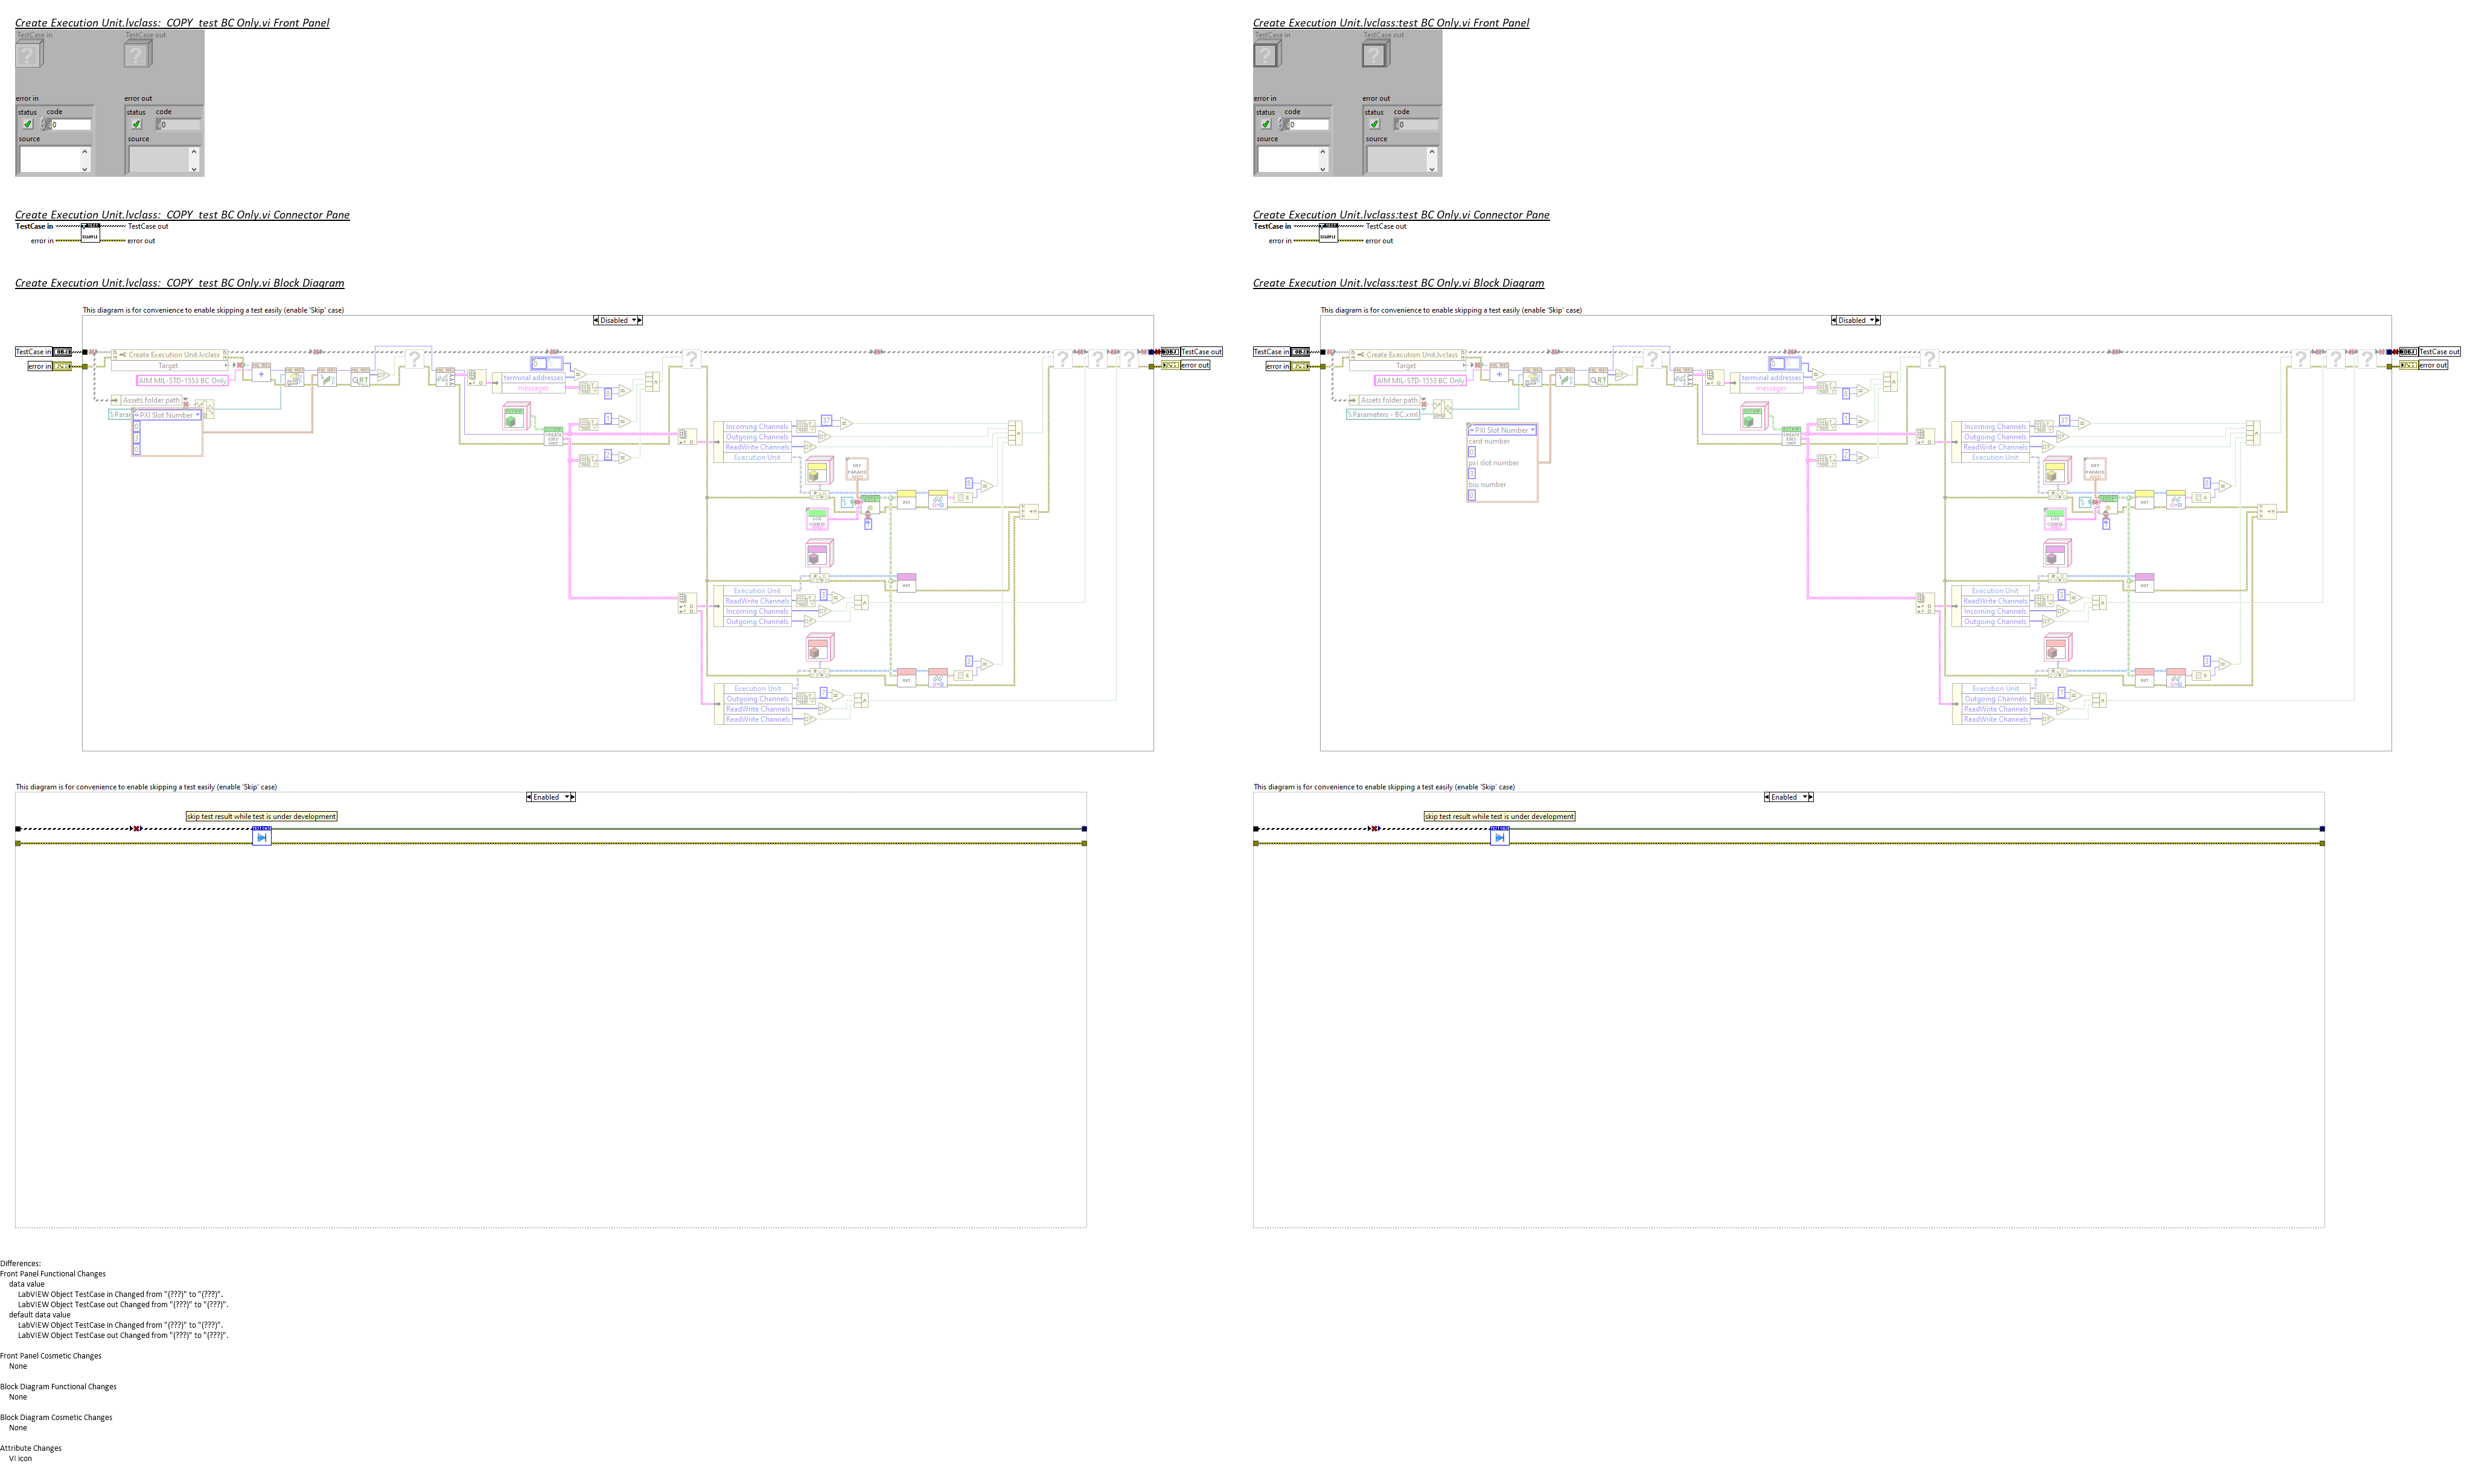 Create Execution Unit.lvclass:_COPY_test BC Only.vi Front Panel
TestCase in
TestCase out
error in
error out
status
code
status
code
0
0
source
source
Create Execution Unit.lvclass:_COPY_test BC Only.vi Connector Pane
TestCase in
TestCase out
error in
error out
Create Execution Unit.lvclass:_COPY_test BC Only.vi Block Diagram
This diagram is for convenience to enable skipping a test easily (enable 'Skip' case)
Disabled
TestCase in
error in
Create Execution Unit.lvclass
Target
AIM MIL-STD-1553 BC Only
Assets folder path
PXI Slot Number
0
3
0
terminal addresses
messages
0
1
2
Incoming Channels
Outgoing Channels
ReadWrite Channels
Execution Unit
Execution Unit
ReadWrite Channels
Incoming Channels
Outgoing Channels
Execution Unit
Outgoing Channels
ReadWrite Channels
ReadWrite Channels
TestCase out
error out
This diagram is for convenience to enable skipping a test easily (enable 'Skip' case)
Enabled
skip test result while test is under development
Create Execution Unit.lvclass:test BC Only.vi Front Panel
TestCase in
TestCase out
error in
error out
status
code
status
code
0
0
source
source
Create Execution Unit.lvclass:test BC Only.vi Connector Pane
TestCase in
TestCase out
error in
error out
Create Execution Unit.lvclass:test BC Only.vi Block Diagram
This diagram is for convenience to enable skipping a test easily (enable 'Skip' case)
Disabled
TestCase in
error in
Create Execution Unit.lvclass
Target
AIM MIL-STD-1553 BC Only
Assets folder path
Parameters - BC.xml
PXI Slot Number
card number
0
pxi slot number
3
biu number
0
terminal addresses
messages
0
1
2
Incoming Channels
Outgoing Channels
ReadWrite Channels
Execution Unit
Execution Unit
ReadWrite Channels
Incoming Channels
Outgoing Channels
Execution Unit
Outgoing Channels
ReadWrite Channels
ReadWrite Channels
TestCase out
error out
This diagram is for convenience to enable skipping a test easily (enable 'Skip' case)
Enabled
skip test result while test is under development
Differences:
Front Panel Functional Changes
data value
LabVIEW Object TestCase in Changed from "(???)" to "(???)".
LabVIEW Object TestCase out Changed from "(???)" to "(???)".
default data value
LabVIEW Object TestCase in Changed from "(???)" to "(???)".
LabVIEW Object TestCase out Changed from "(???)" to "(???)".
Front Panel Cosmetic Changes
None
Block Diagram Functional Changes
None
Block Diagram Cosmetic Changes
None
Attribute Changes
VI icon